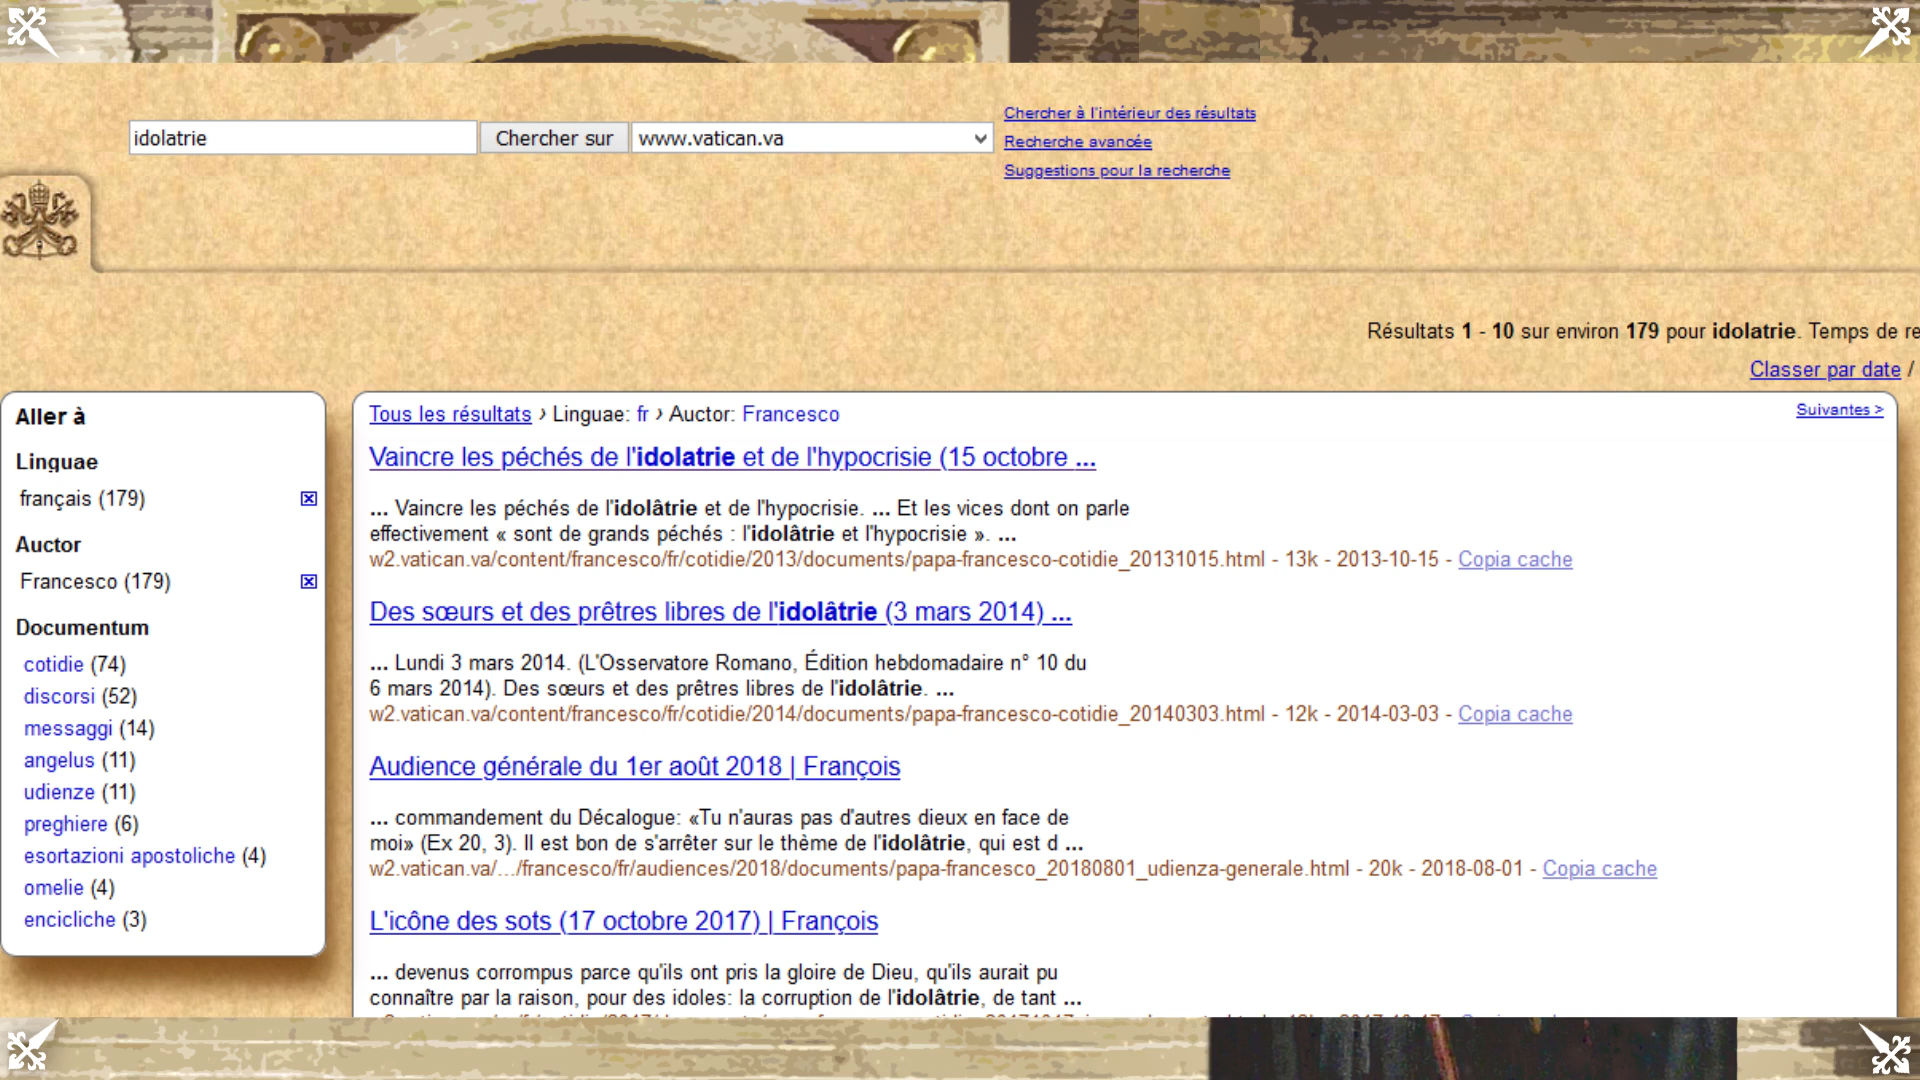 idolatrie
Chercher sur
www.vatican.va
Chercher à l'intérieur des résultats
Recherche avancée
Suggestions pour la recherche
Résultats 1 - 10 sur environ 179 pour idolatrie. Temps de re
Classer par date /
Aller à
Linguae
français (179)
Auctor
Francesco (179)
Documentum
cotidie (74)
discorsi (52)
messaggi (14)
angelus (11)
udienze (11)
preghiere (6)
esortazioni apostoliche (4)
omelie (4)
encicliche (3)
Tous les résultats › Linguae: fr › Auctor: Francesco
Suivantes >
Vaincre les péchés de l'idolatrie et de l'hypocrisie (15 octobre ...
... Vaincre les péchés de l'idolâtrie et de l'hypocrisie. ... Et les vices dont on parle
effectivement « sont de grands péchés : l'idolâtrie et l'hypocrisie ». ...
w2.vatican.va/content/francesco/fr/cotidie/2013/documents/papa-francesco-cotidie_20131015.html - 13k - 2013-10-15 - Copia cache
Des sœurs et des prêtres libres de l'idolâtrie (3 mars 2014) ...
... Lundi 3 mars 2014. (L'Osservatore Romano, Édition hebdomadaire n° 10 du
6 mars 2014). Des sœurs et des prêtres libres de l'idolâtrie. ...
w2.vatican.va/content/francesco/fr/cotidie/2014/documents/papa-francesco-cotidie_20140303.html - 12k - 2014-03-03 - Copia cache
Audience générale du 1er août 2018 | François
... commandement du Décalogue: «Tu n'auras pas d'autres dieux en face de
moi» (Ex 20, 3). Il est bon de s'arrêter sur le thème de l'idolâtrie, qui est d ...
w2.vatican.va/.../francesco/fr/audiences/2018/documents/papa-francesco_20180801_udienza-generale.html - 20k - 2018-08-01 - Copia cache
L'icône des sots (17 octobre 2017) | François
... devenus corrompus parce qu'ils ont pris la gloire de Dieu, qu'ils aurait pu
connaître par la raison, pour des idoles: la corruption de l'idolâtrie, de tant ...